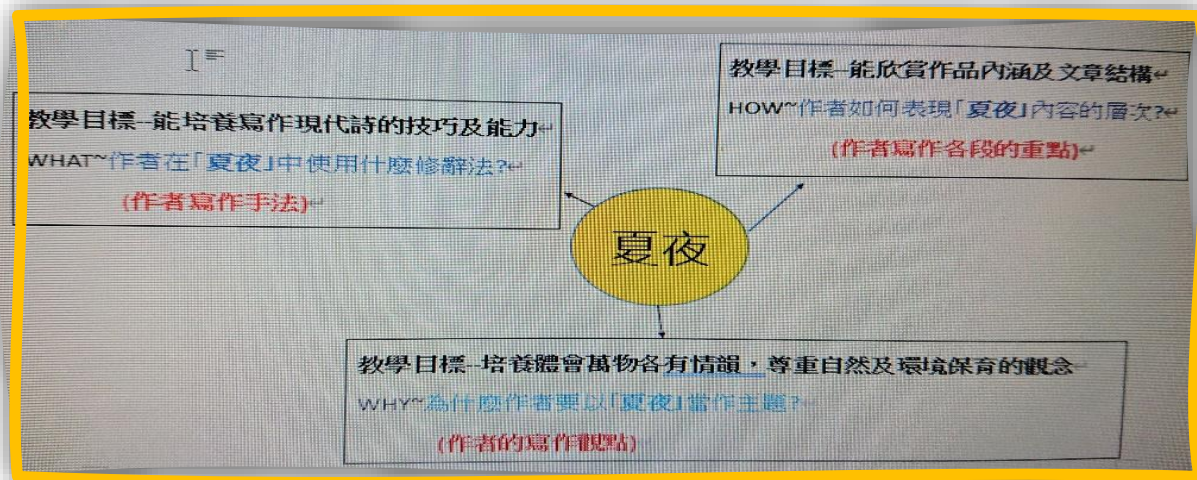 教學目標--能培養寫作現代詩的技巧及能力
WHAT~作者在「夏夜」中使用什麼修辭法?
(作者寫作手法)
教學目標--能欣賞作品內涵及文章結構
HOW~作者如何表現「夏夜」內容的層次?
(作者寫作各段的重點)
夏夜
教學目標--培養體會萬物各有情韻，尊重自然及環境保育的觀念
WHY~為什麼作者要以「夏夜」當作主題?
(作者的寫作觀點)